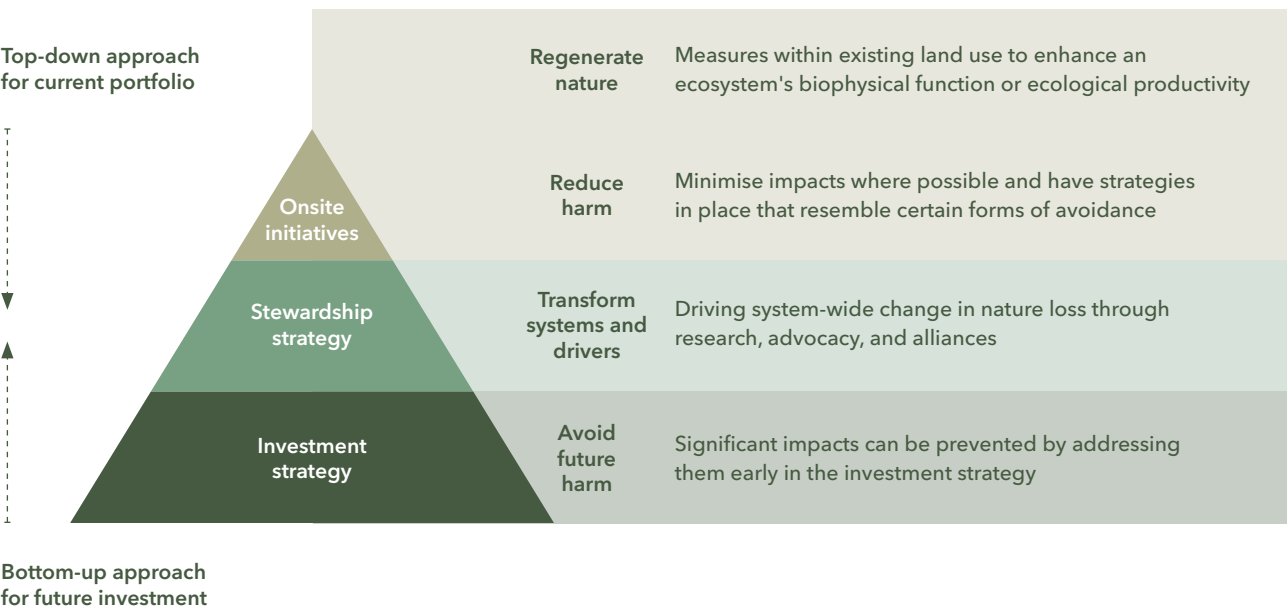 Top-down approach
for current portfolio
Regenerate
nature
Measures within existing land use to enhance an
ecosystem's biophysical function or ecological productivity
Onsite
initiatives
Reduce
harm
Minimise impacts where possible and have strategies
in place that resemble certain forms of avoidance
Stewardship
strategy
Transform
systems and
drivers
Driving system-wide change in nature loss through
research, advocacy, and alliances
Investment
strategy
Avoid
future
harm
Significant impacts can be prevented by addressing
them early in the investment strategy
Bottom-up approach
for future investment